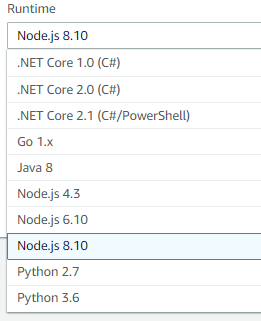 Runtime
Node.js 8.10
.NET Core 1.0 (C#)
.NET Core 2.0 (C#)
.NET Core 2.1 (C#/PowerShell)
Go 1.x
Java 8
Node.js 4.3
Node.js 6.10
Node.js 8.10
Python 2.7
Python 3.6